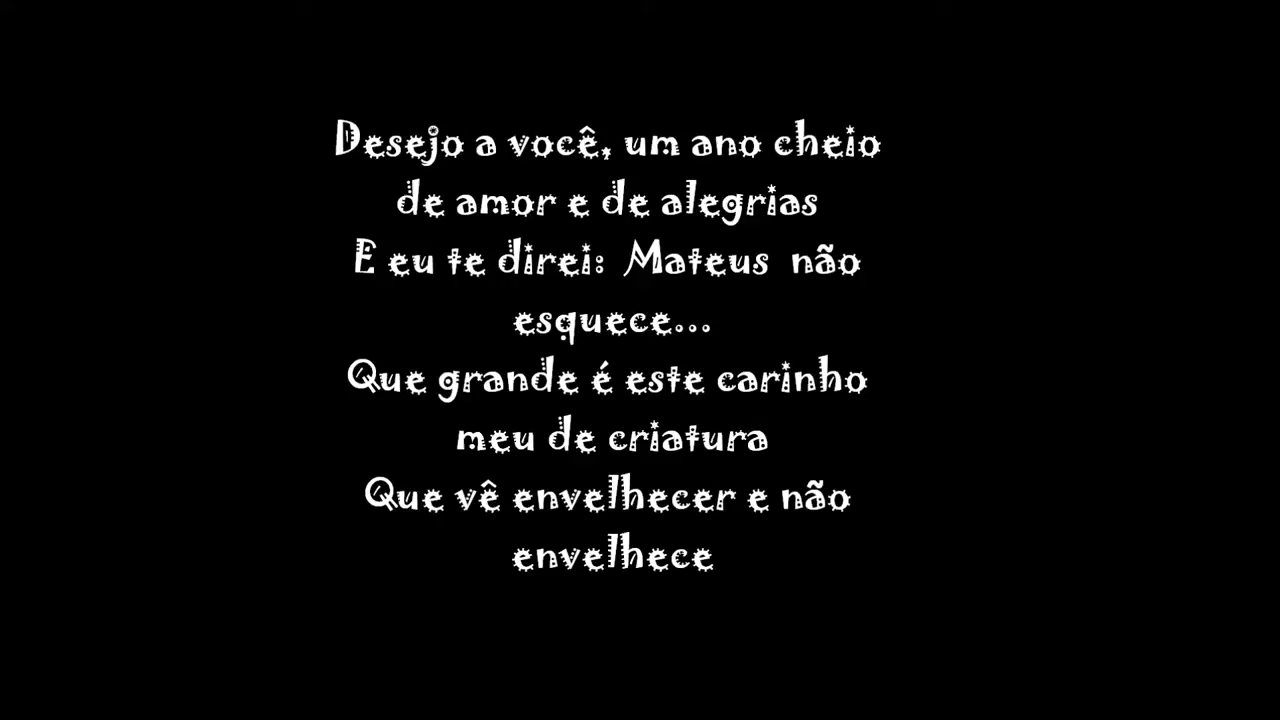 Desejo a você, um ano cheio
de amor e de alegrias
E eu te direi: Mateus não
esquece...
Que grande é este carinho
meu de criatura
Que vê envelhecer e não
envelhece